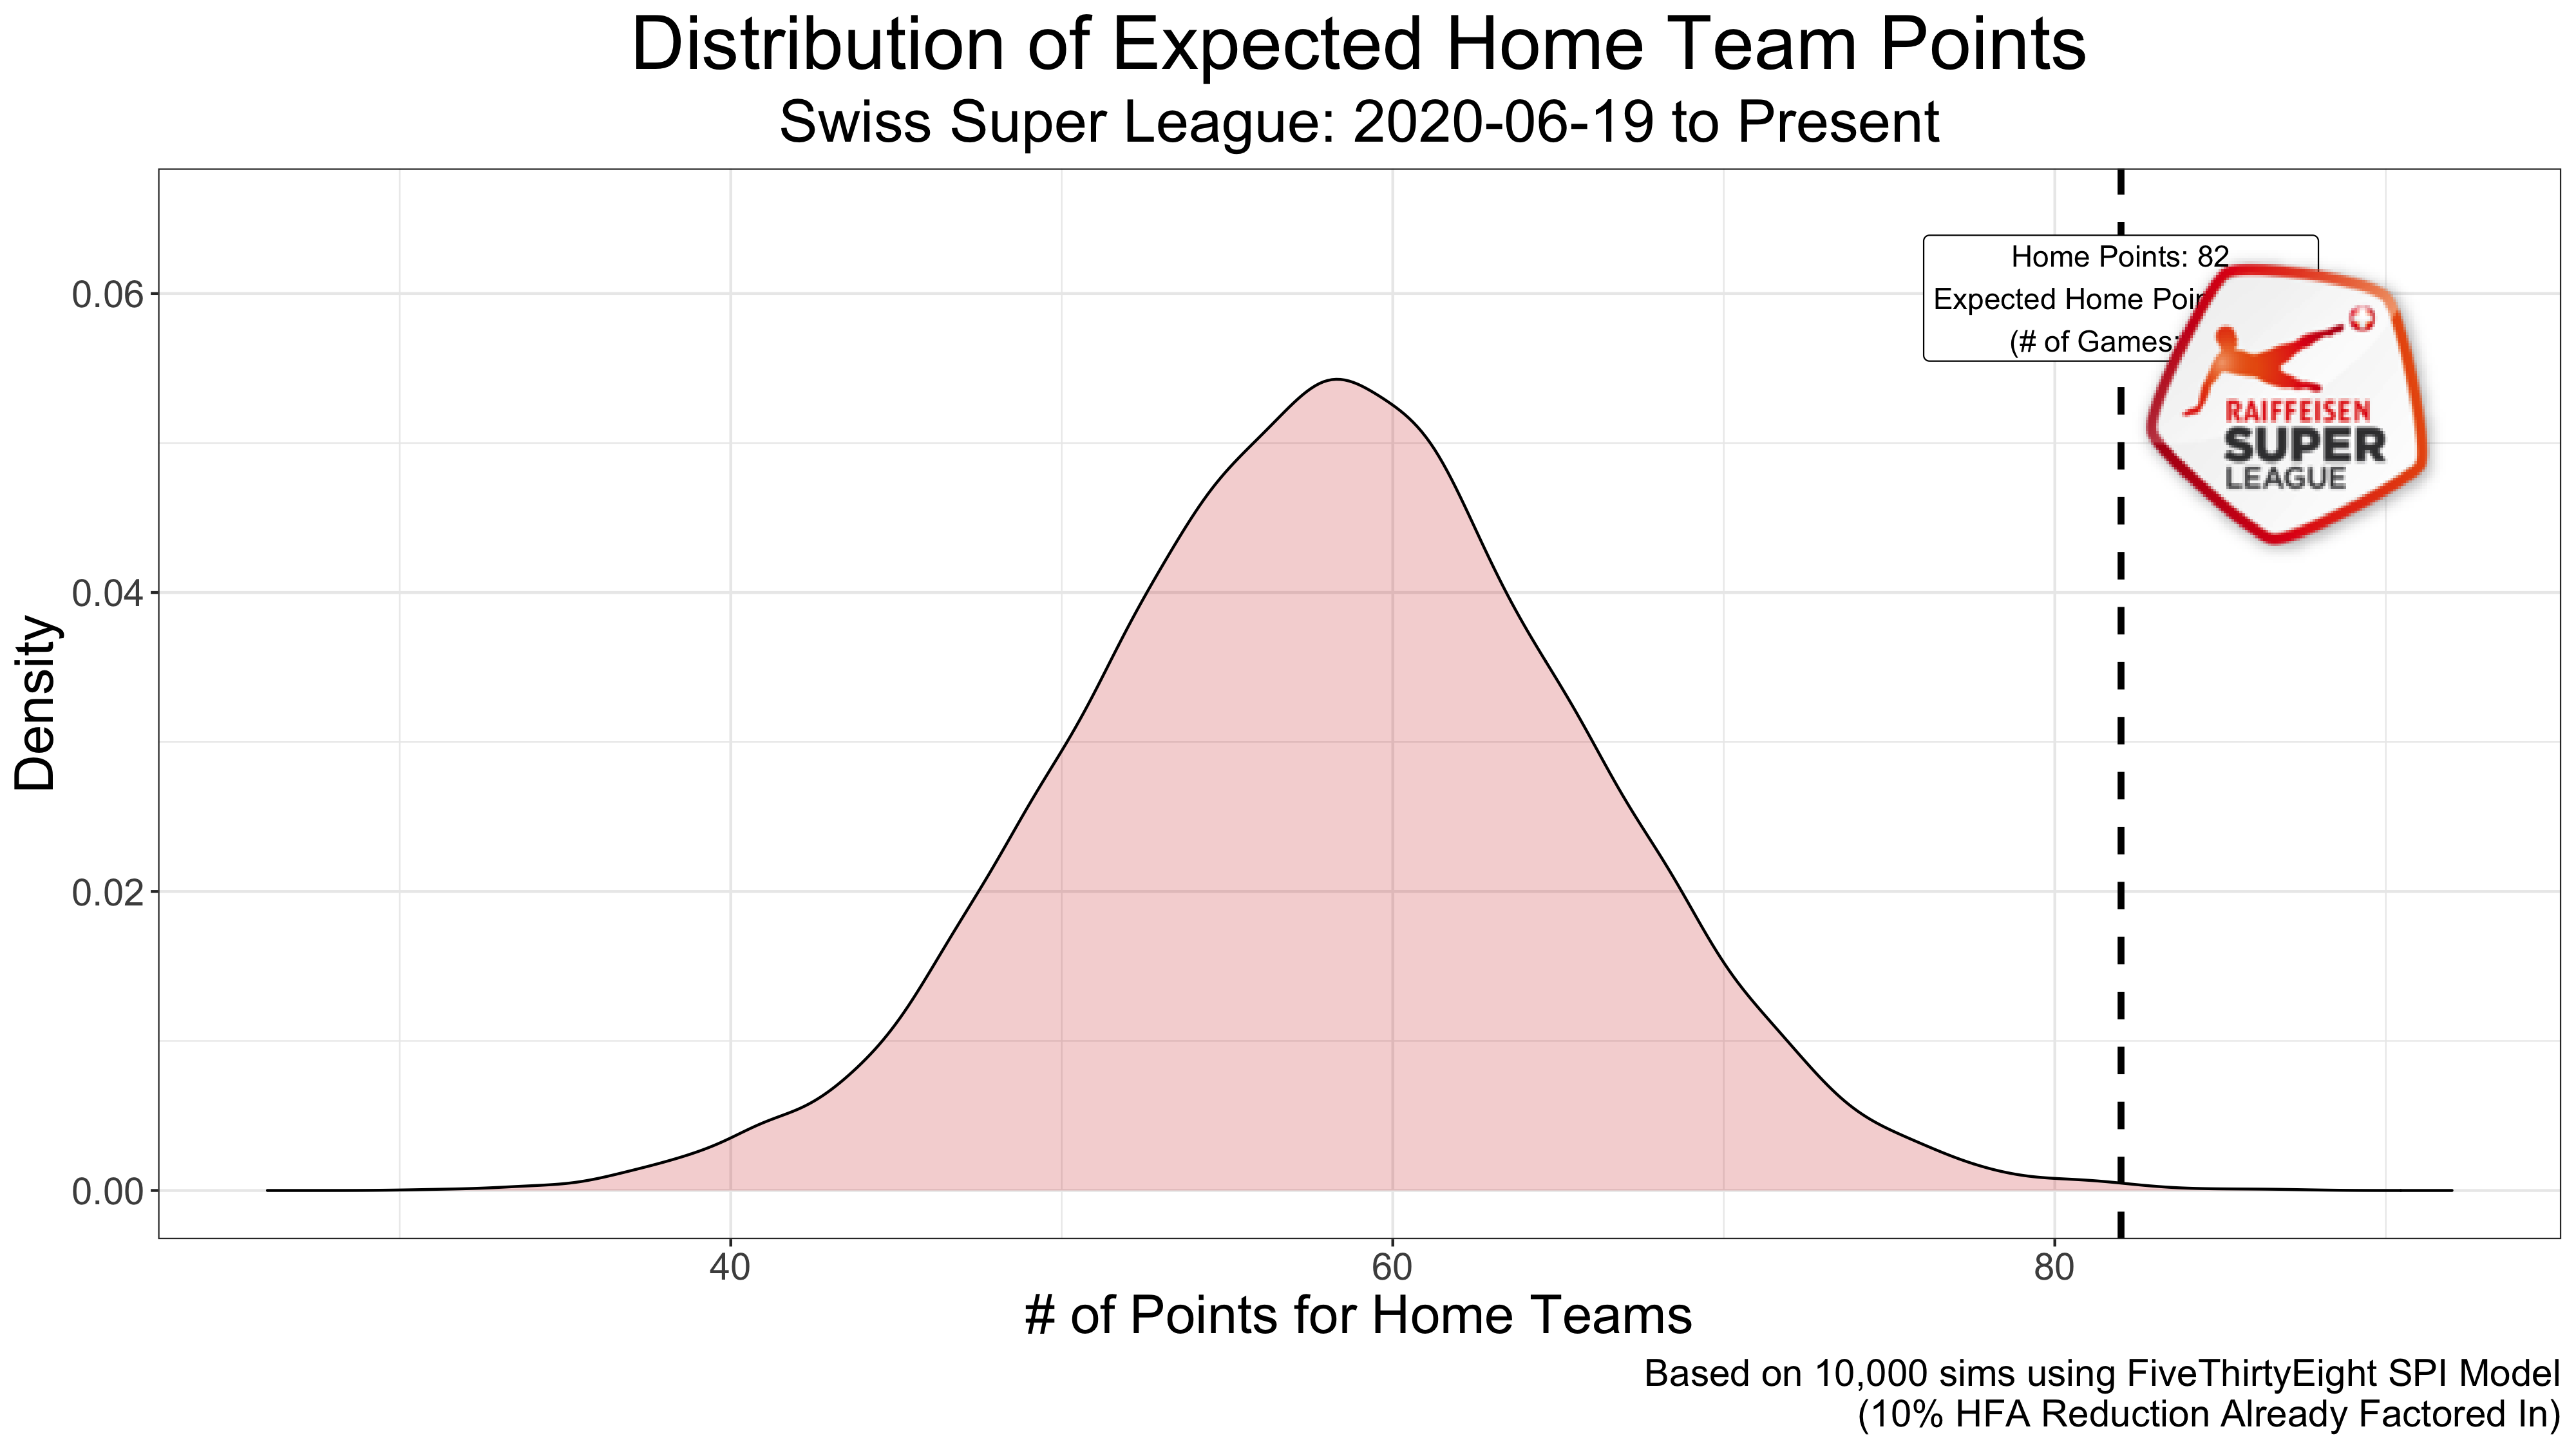 Distribution of Expected Home Team Points
Swiss Super League: 2020-06-19 to Present
Home Points: 82
Expected Home
(# of Games:
RAIFFEISEN
SUPER
LEAGUE
0.06
0.04
0.02
0.00
Density
40 60 80
# of Points for Home Teams
Based on 10,000 sims using FiveThirtyEight SPI Model
(10% HFA Reduction Already Factored In)